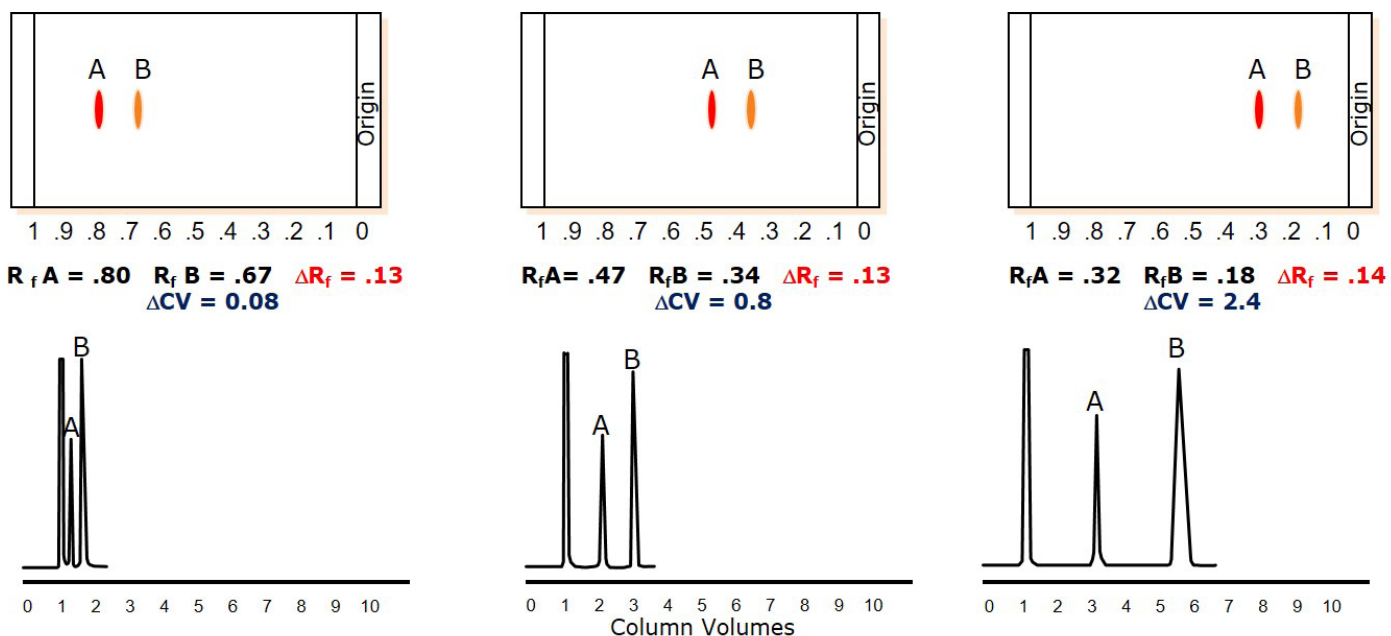 A B
Origin
1 .9 .8 .7 .6 .5 .4 .3 .2 .1 0
R f A = .80 Rf B = .67 ΔRf = .13
ΔCV = 0.08
B
A
0 1 2 3 4 5 6 7 8 9 10
A B
Origin
1 .9 .8 .7 .6 .5 .4 .3 .2 .1 0
RfA= .47 RfB = .34 ΔRf = .13
ΔCV = 0.8
B
A
0 1 2 3 4 5 6 7 8 9 10
Column Volumes
A B
Origin
1 .9 .8 .7 .6 .5 .4 .3 .2 .1 0
RfA = .32 RfB = .18 ΔRf = .14
ΔCV = 2.4
B
A
0 1 2 3 4 5 6 7 8 9 10